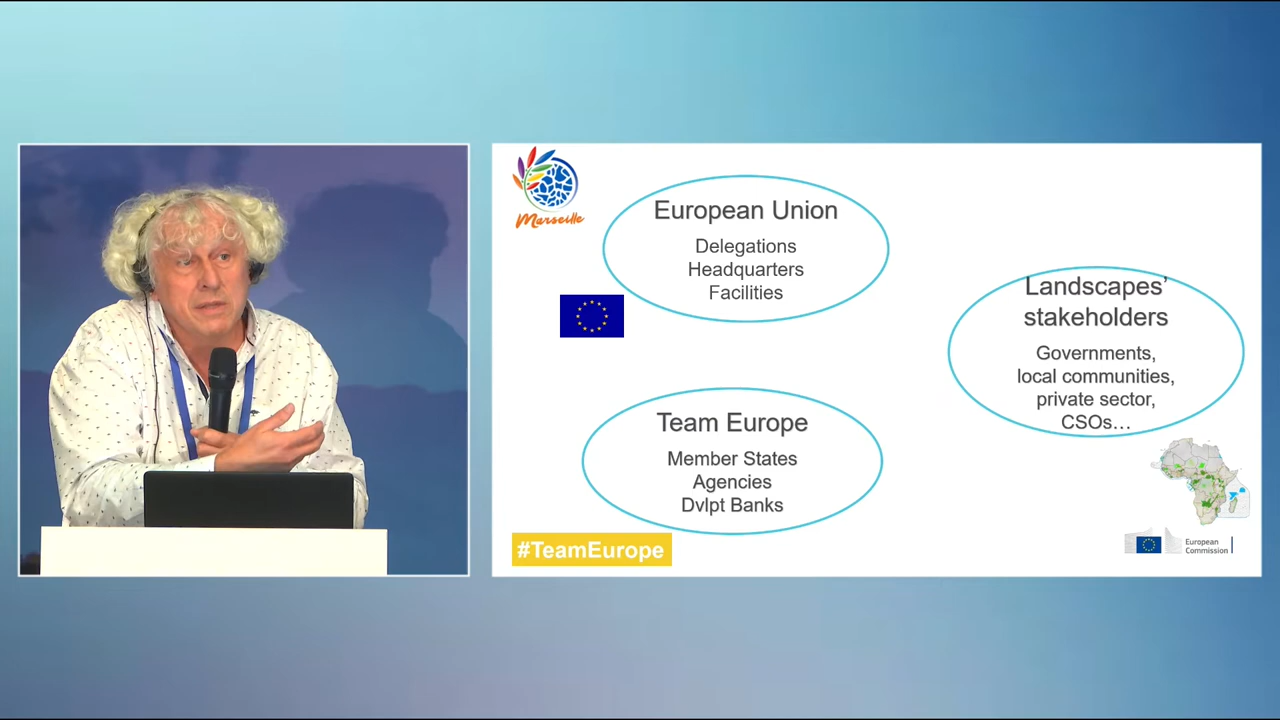 Marseille
European Union
Delegations
Headquarters
Facilities
Landscapes’
stakeholders
Governments,
local communities,
private sector,
CSOs…
Team Europe
Member States
Agencies
Dvlpt Banks
#TeamEurope
European
Commission